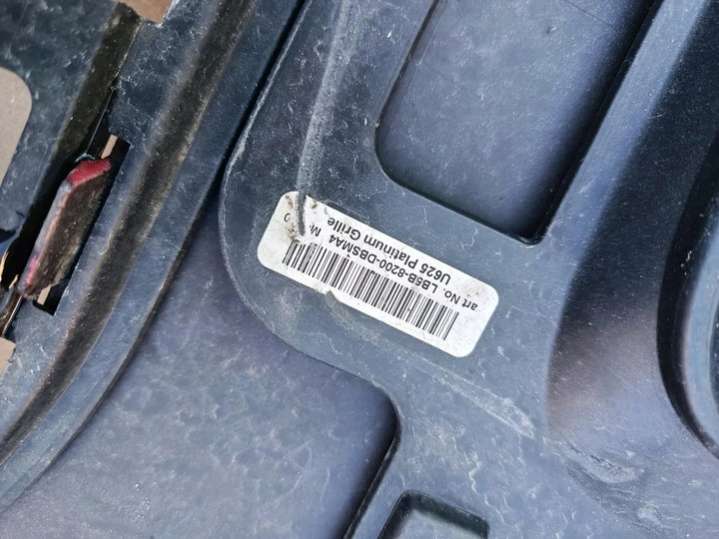 art No. LB5B-8200-DBSMA4
U625 Platinum Grille